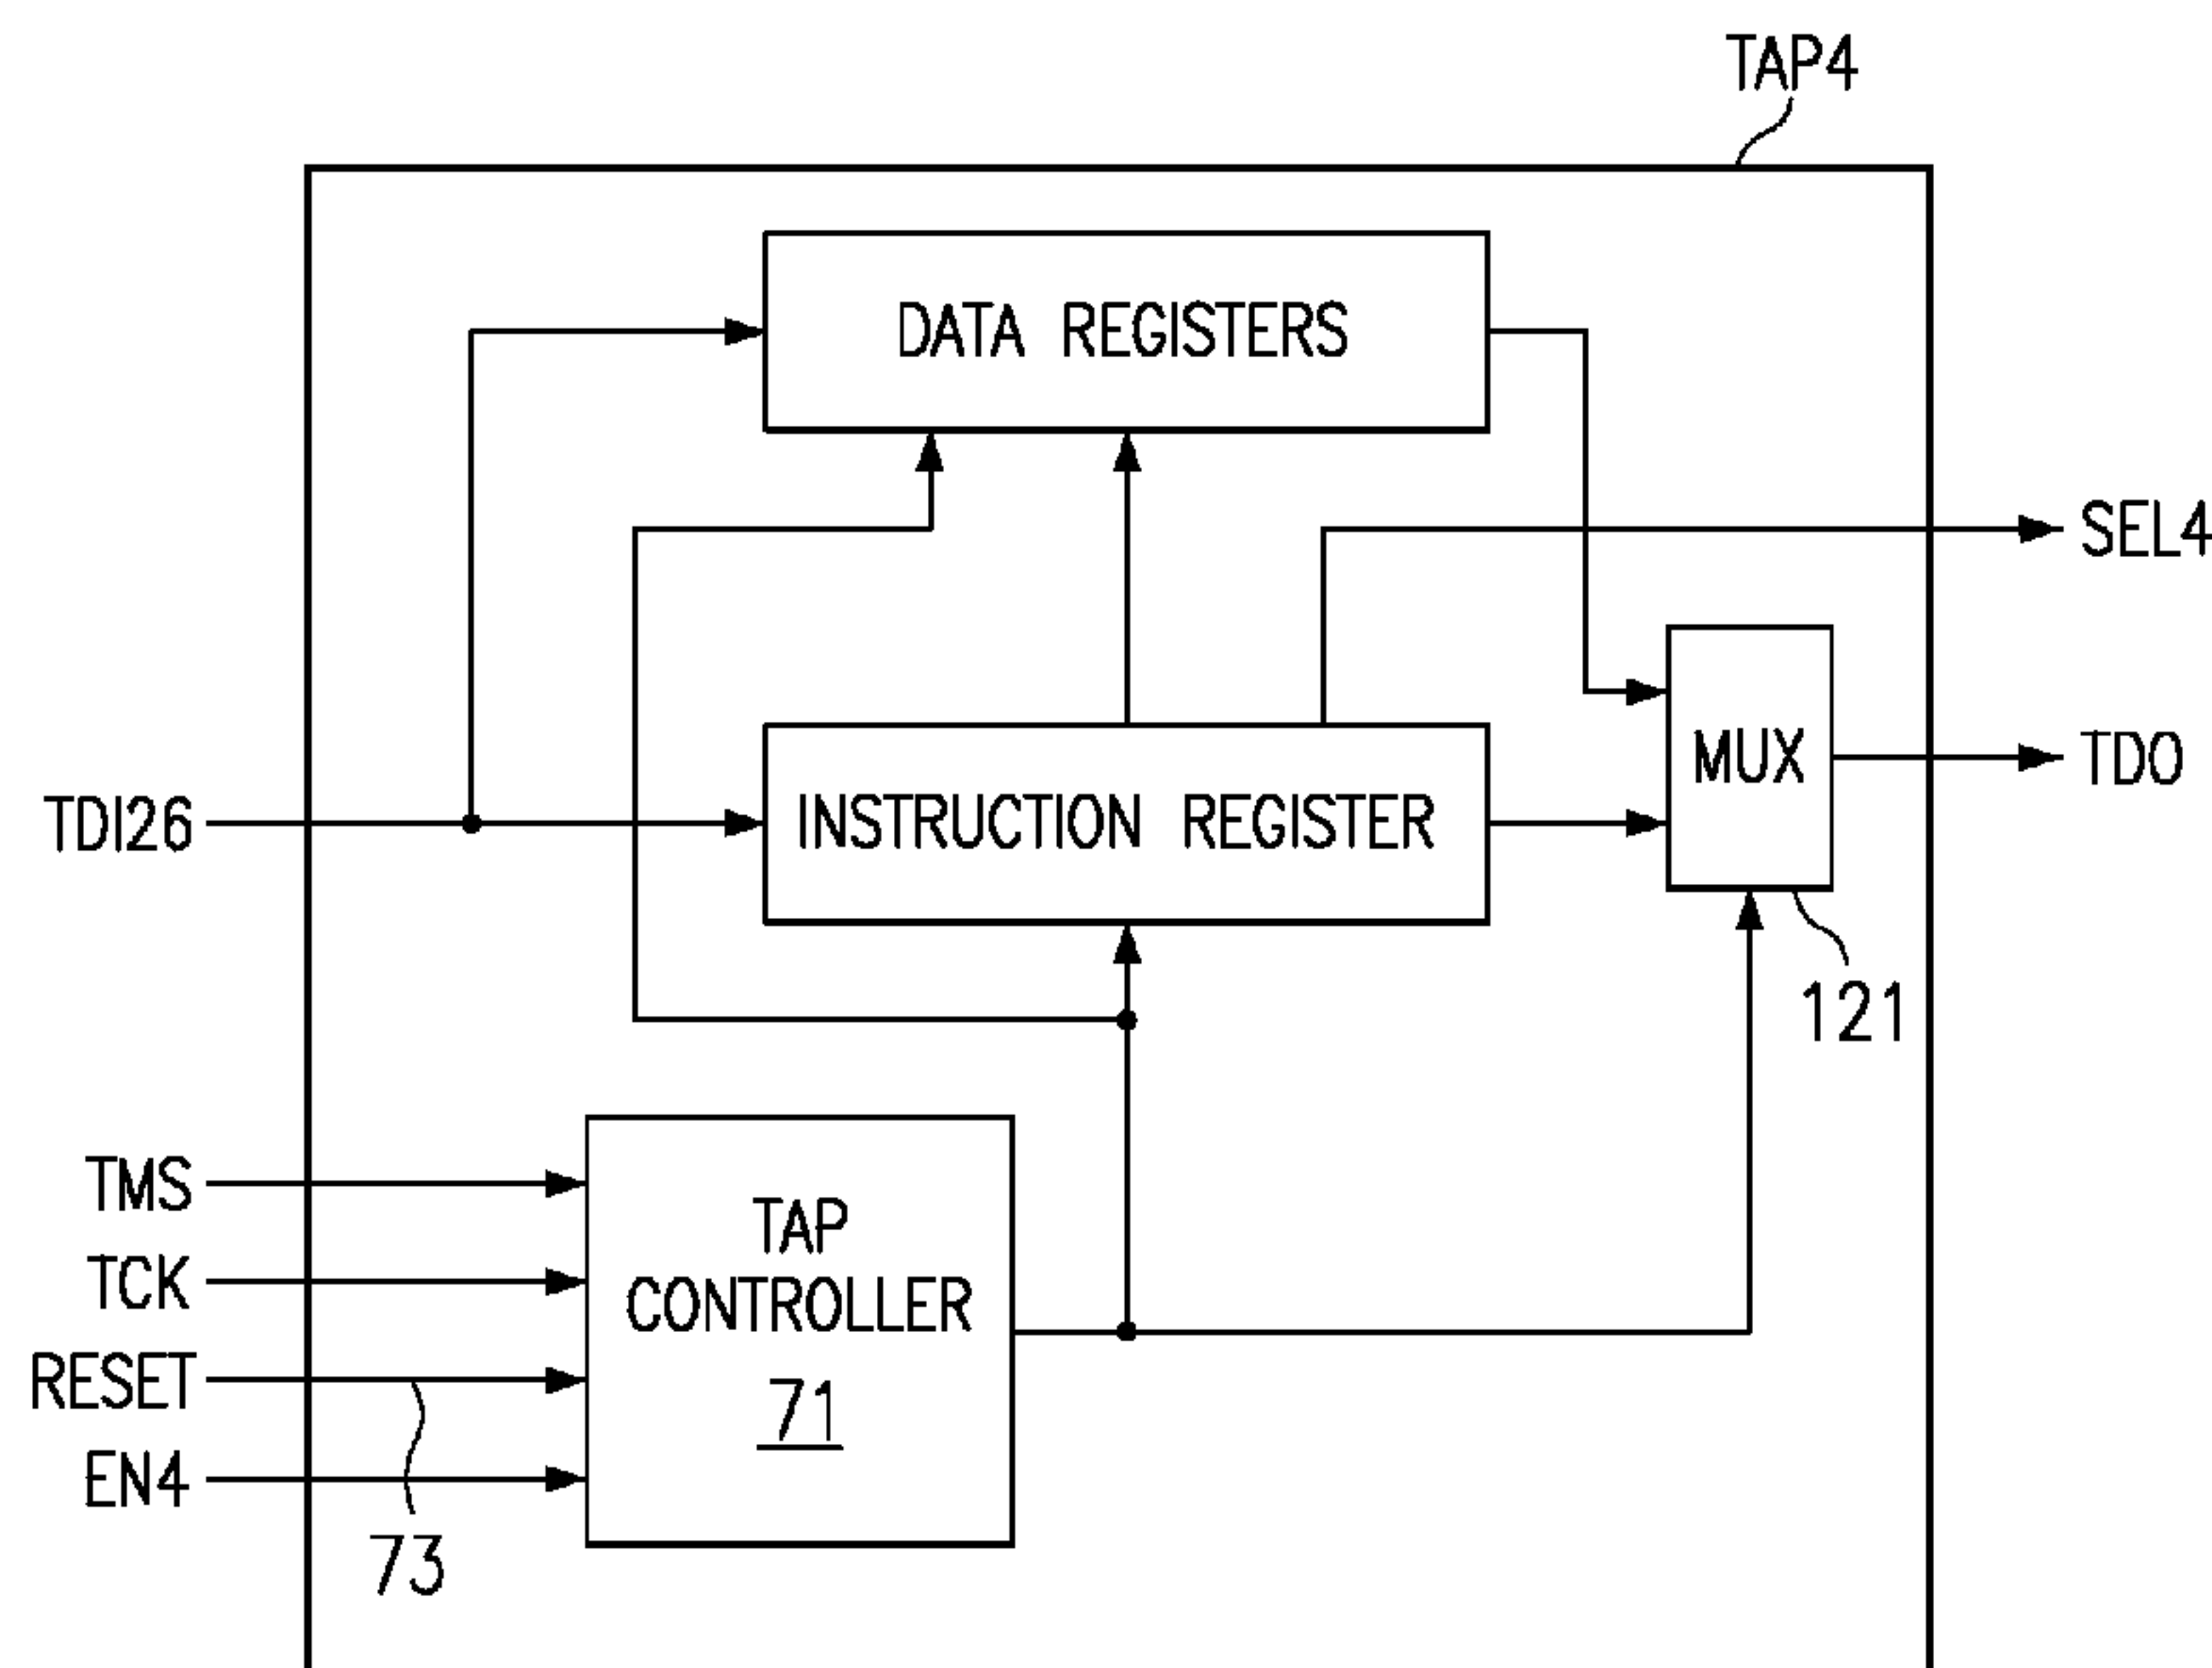 TAP4
DATA REGISTERS
SEL4
MUX
TDO
TDI26
INSTRUCTION REGISTER
121
TMS
TAP
TCK
CONTROLLER
RESET
71
EN4
73